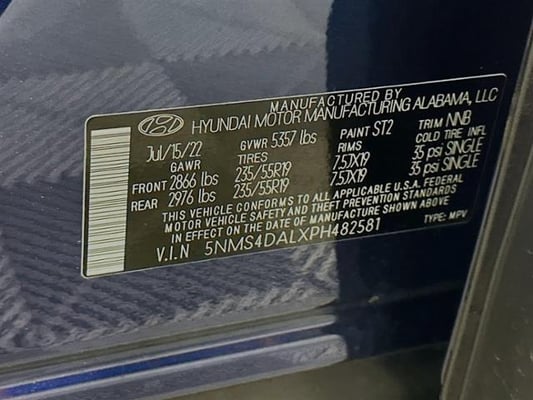 MANUFACTURED BY
HYUNDAI MOTOR MANUFACTURING ALABAMA, LLC
Jul/15/22 GVWR 5357 lbs PAINT ST2 TRIM NNB
GAWR TIRES RIMS COLD TIRE INFL
FRONT 2866 lbs 235/55R19 7.5JX19 35 psi SINGLE
REAR 2976 lbs 235/55R19 7.5JX19 35 psi SINGLE
THIS VEHICLE CONFORMS TO ALL APPLICABLE U.S.A. FEDERAL
MOTOR VEHICLE SAFETY AND THEFT PREVENTION STANDARDS
IN EFFECT ON THE DATE OF MANUFACTURE SHOWN ABOVE.
V.I.N 5NMS4DALXPH482581 TYPE: MPV